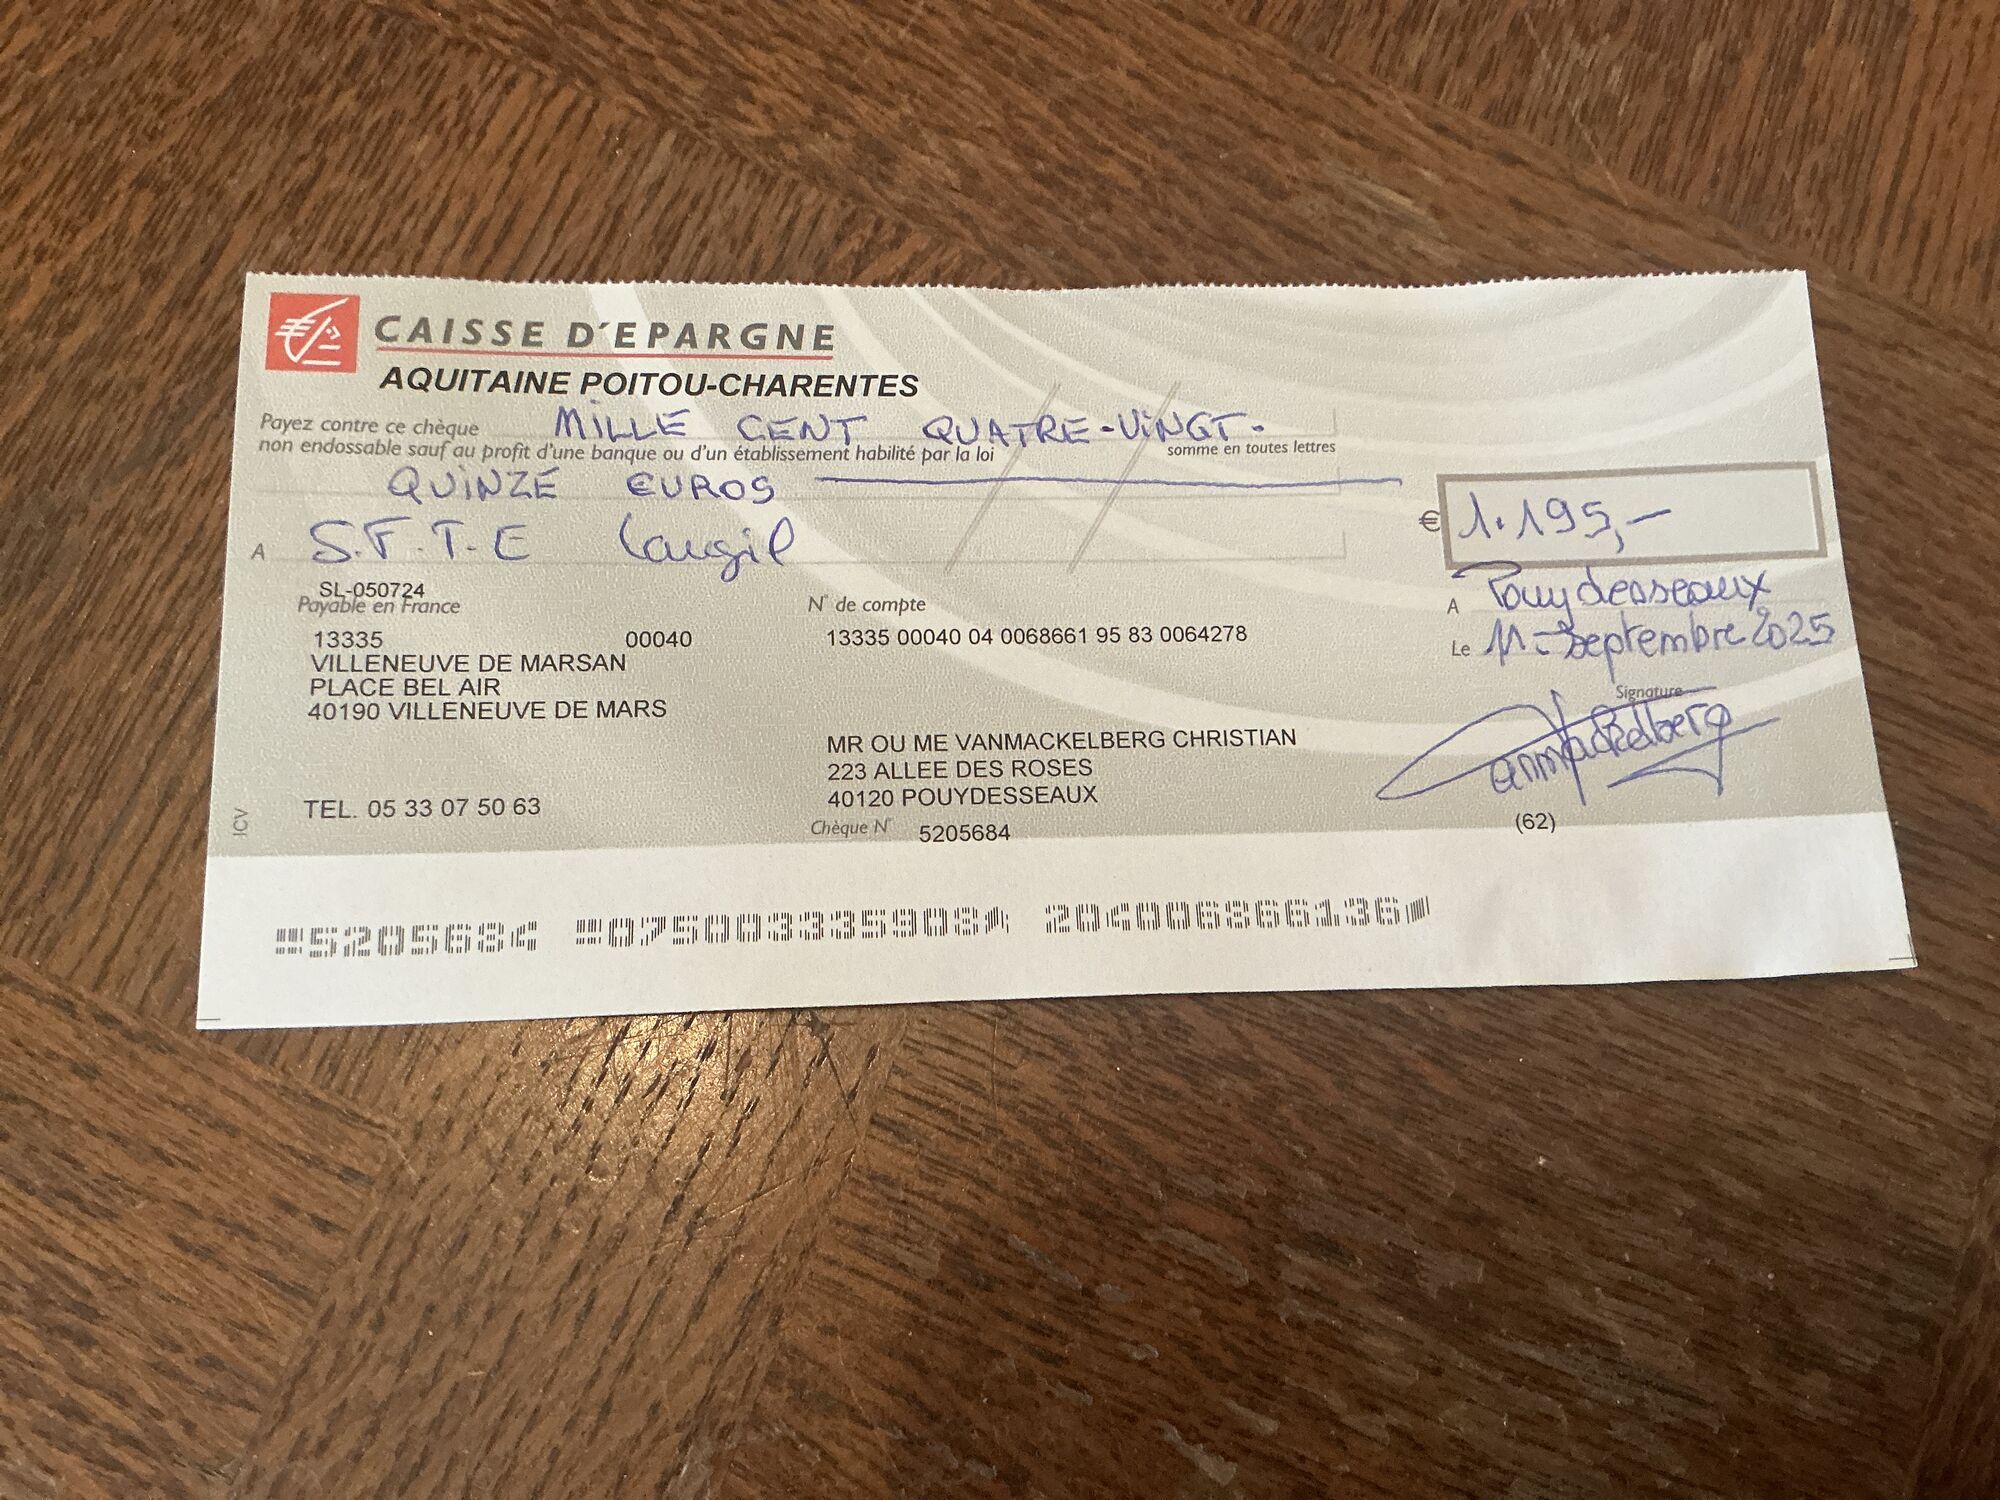 CAISSE D'EPARGNE
AQUITAINE POITOU-CHARENTES
Payez contre ce chèque MILLE CENT QUATRE-VINGT-
non endossable sauf au profit d'une banque ou d'un établissement habilité par la loi somme en toutes lettres
QUINZE EUROS
€ 1.195,-
A S.F.T.E Laugil
SL-050724
Payable en France
N° de compte
A Pouydesseaux
13335 00040
13335 00040 04 0068661 95 83 0064278
Le 11-Septembre 2025
VILLENEUVE DE MARSAN
PLACE BEL AIR
40190 VILLENEUVE DE MARS
Signature
Vanmackelberg
MR OU ME VANMACKELBERG CHRISTIAN
223 ALLEE DES ROSES
40120 POUYDESSEAUX
TEL. 05 33 07 50 63
Chèque N° 5205684
(62)
ICV
5205684 075003335908 204006866136